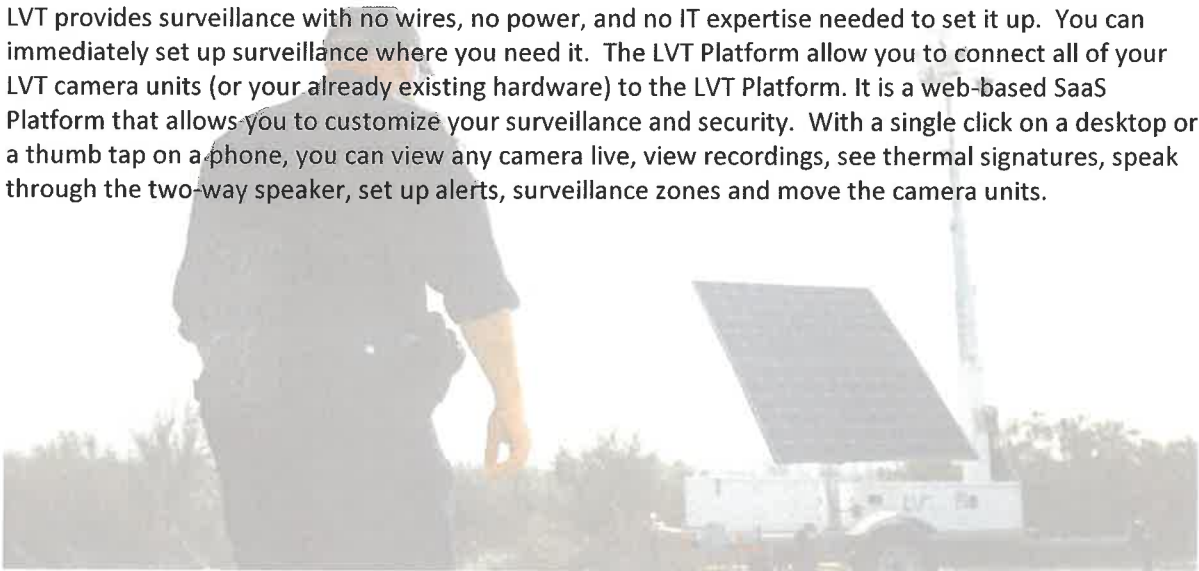 LVT provides surveillance with no wires, no power, and no IT expertise needed to set it up. You can
immediately set up surveillance where you need it. The LVT Platform allow you to connect all of your
LVT camera units (or your already existing hardware) to the LVT Platform. It is a web-based SaaS
Platform that allows you to customize your surveillance and security. With a single click on a desktop or
a thumb tap on a phone, you can view any camera live, view recordings, see thermal signatures, speak
through the two-way speaker, set up alerts, surveillance zones and move the camera units.
LVT